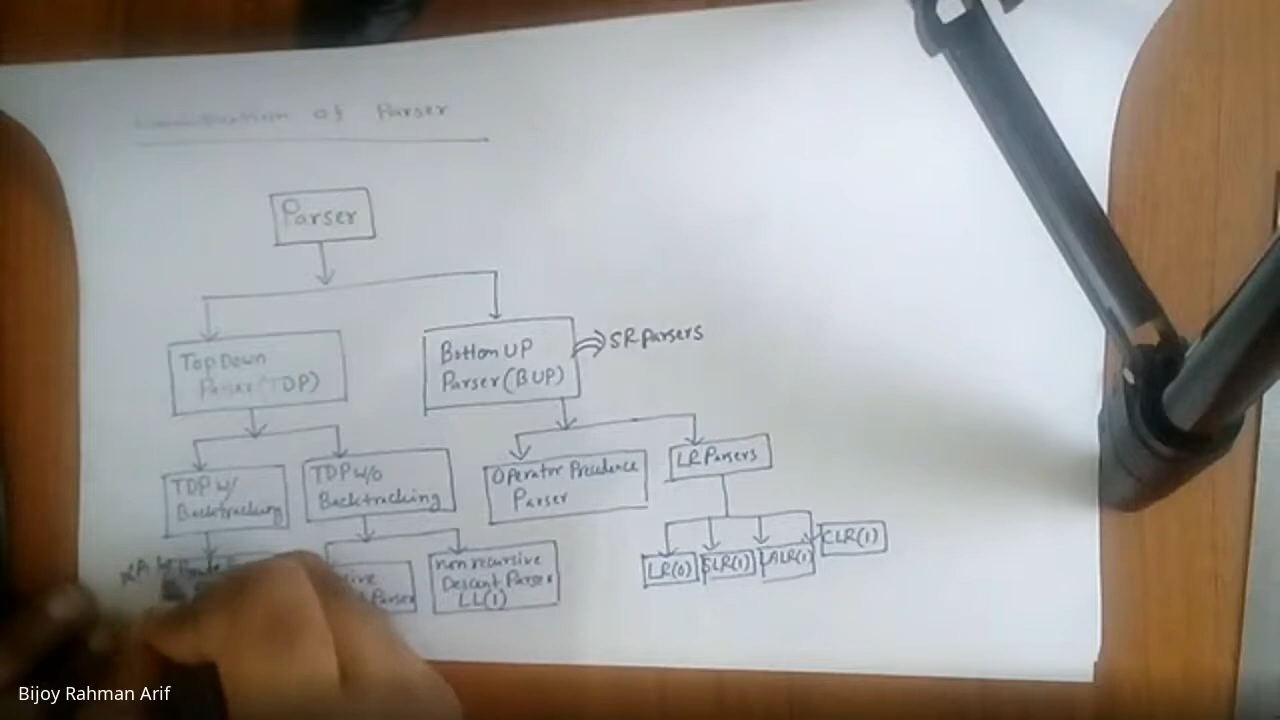 of Parser
Parser
Top Down
Parser (TDP)
Bottom UP
Parser (BUP)
SR Parsers
TDP w/
Backtracking
TDP w/o
Backtracking
Operator Precedence
Parser
LR Parsers
non recursive
Descent Parser
LL(1)
LR(0)
SLR(1)
LALR(1)
CLR(1)
Bijoy Rahman Arif